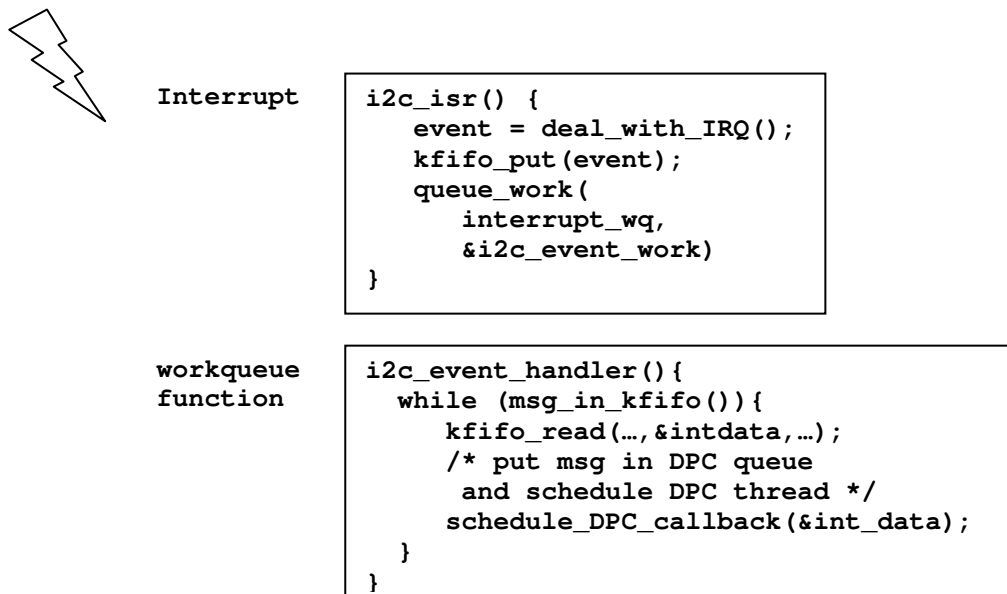 Interrupt
i2c_isr() {
event = deal_with_IRQ();
kfifo_put(event);
queue_work(
interrupt_wq,
&i2c_event_work)
}
workqueue
function
i2c_event_handler(){
while (msg_in_kfifo()){
kfifo_read(…,&intdata,…);
/* put msg in DPC queue
and schedule DPC thread */
schedule_DPC_callback(&int_data);
}
}